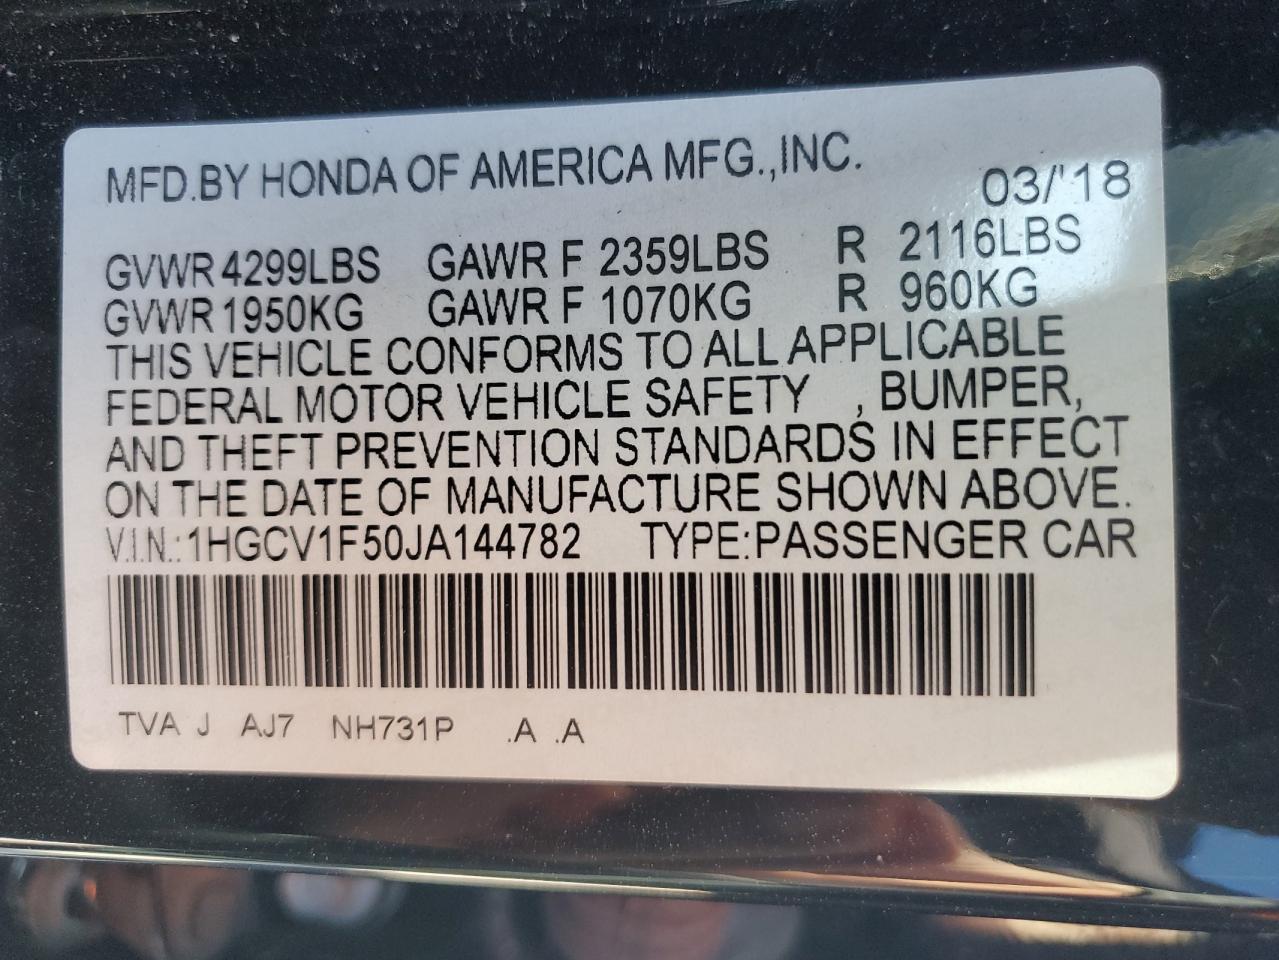 MFD.BY HONDA OF AMERICA MFG.,INC. 03/'18
GVWR 4299LBS GAWR F 2359LBS R 2116LBS
GVWR 1950KG GAWR F 1070KG R 960KG
THIS VEHICLE CONFORMS TO ALL APPLICABLE
FEDERAL MOTOR VEHICLE SAFETY , BUMPER,
AND THEFT PREVENTION STANDARDS IN EFFECT
ON THE DATE OF MANUFACTURE SHOWN ABOVE.
V.I.N.: 1HGCV1F50JA144782 TYPE:PASSENGER CAR
TVA J AJ7 NH731P .A .A